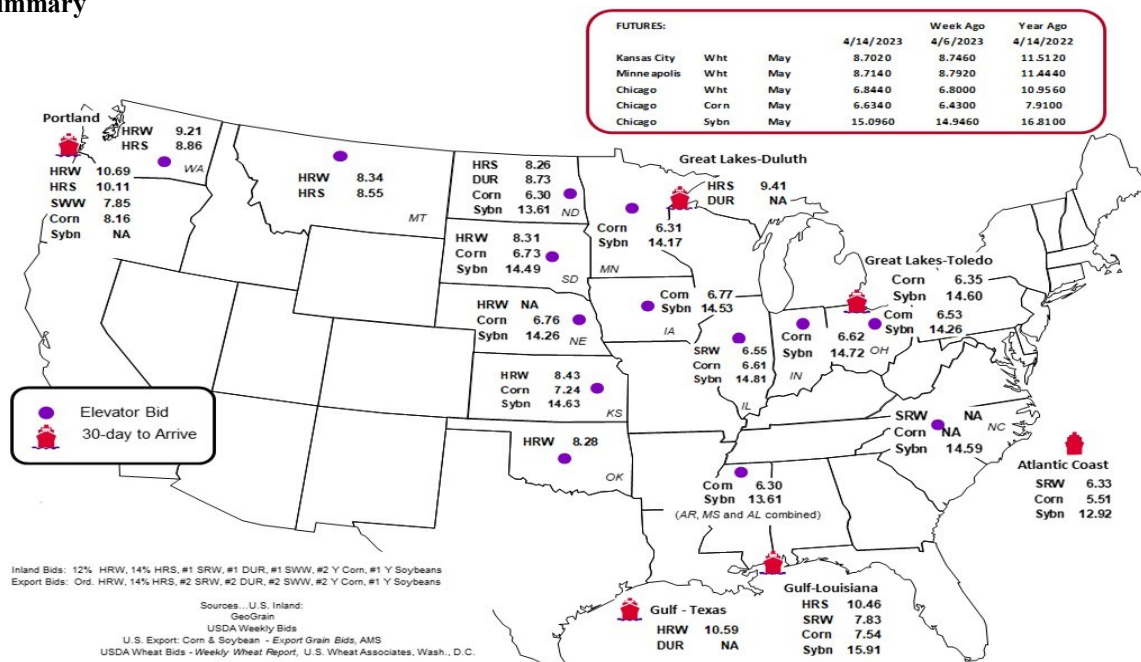 ummary
FUTURES: Week Ago Year Ago
4/14/2023 4/6/2023 4/14/2022
Kansas City Wht May 8.7020 8.7460 11.5120
Minneapolis Wht May 8.7140 8.7920 11.4440
Chicago Wht May 6.8440 6.8000 10.9560
Chicago Corn May 6.6340 6.4300 7.9100
Chicago Sybn May 15.0960 14.9460 16.8100
Portland
HRW 9.21
HRS 8.86
WA
HRW 10.69
HRS 10.11
SWW 7.85
Corn 8.16
Sybn NA
HRW 8.34
HRS 8.55
MT
HRS 8.26
DUR 8.73
Corn 6.30
Sybn 13.61
ND
HRW 8.31
Corn 6.73
Sybn 14.49
SD
HRW NA
Corn 6.76
Sybn 14.26
NE
HRW 8.43
Corn 7.24
Sybn 14.63
KS
HRW 8.28
OK
Great Lakes-Duluth
HRS 9.41
DUR NA
Corn 6.31
Sybn 14.17
MN
Corn 6.77
Sybn 14.53
IA
SRW 6.55
Corn 6.61
Sybn 14.81
IL
Great Lakes-Toledo
Corn 6.35
Sybn 14.60
Corn 6.53
Sybn 14.26
OH
Corn 6.62
Sybn 14.72
IN
SRW NA
Corn NA
Sybn 14.59
NC
Atlantic Coast
SRW 6.33
Corn 5.51
Sybn 12.92
Corn 6.30
Sybn 13.61
(AR, MS and AL combined)
Gulf-Louisiana
HRS 10.46
SRW 7.83
Corn 7.54
Sybn 15.91
Gulf - Texas
HRW 10.59
DUR NA
Elevator Bid
30-day to Arrive
Inland Bids: 12% HRW, 14% HRS, #1 SRW, #1 DUR, #1 SWW, #2 Y Corn, #1 Y Soybeans
Export Bids: Ord. HRW, 14% HRS, #2 SRW, #2 DUR, #2 SWW, #2 Y Corn, #1 Y Soybeans
Sources...U.S. Inland:
GeoGrain
USDA Weekly Bids
U.S. Export: Corn & Soybean - Export Grain Bids, AMS
USDA Wheat Bids - Weekly Wheat Report, U.S. Wheat Associates, Wash., D.C.